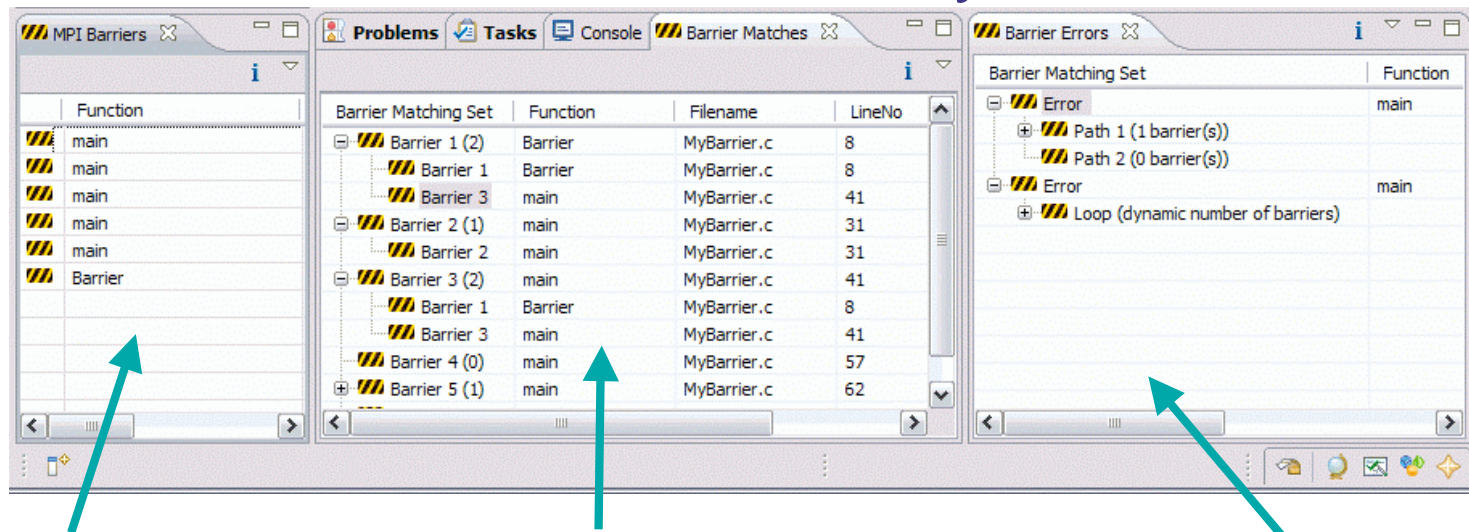 MPI Barriers
Function
main
main
main
main
main
Barrier
Problems Tasks Console Barrier Matches
Barrier Matching Set Function Filename LineNo
Barrier 1 (2) Barrier MyBarrier.c 8
Barrier 1 Barrier MyBarrier.c 8
Barrier 3 main MyBarrier.c 41
Barrier 2 (1) main MyBarrier.c 31
Barrier 2 main MyBarrier.c 31
Barrier 3 (2) main MyBarrier.c 41
Barrier 1 Barrier MyBarrier.c 8
Barrier 3 main MyBarrier.c 41
Barrier 4 (0) main MyBarrier.c 57
Barrier 5 (1) main MyBarrier.c 62
Barrier Errors
Barrier Matching Set Function
Error main
Path 1 (1 barrier(s))
Path 2 (0 barrier(s))
Error main
Loop (dynamic number of barriers)